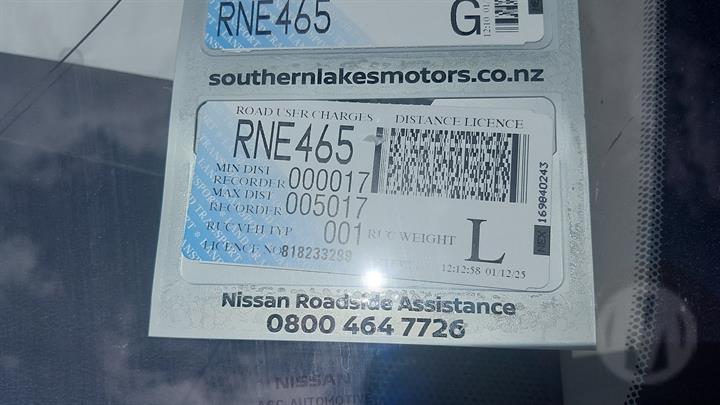 RNE465 G
southernlakesmotors.co.nz
ROAD USER CHARGES DISTANCE LICENCE
RNE465
MIN DIST
RECORDER 000017
MAX DIST
RECORDER 005017
RUC VEH TYP 001 RUC WEIGHT L
LICENCE NO 818233299
12:12:58 01/12/25
169840243
Nissan Roadside Assistance
0800 464 7726
NISSAN